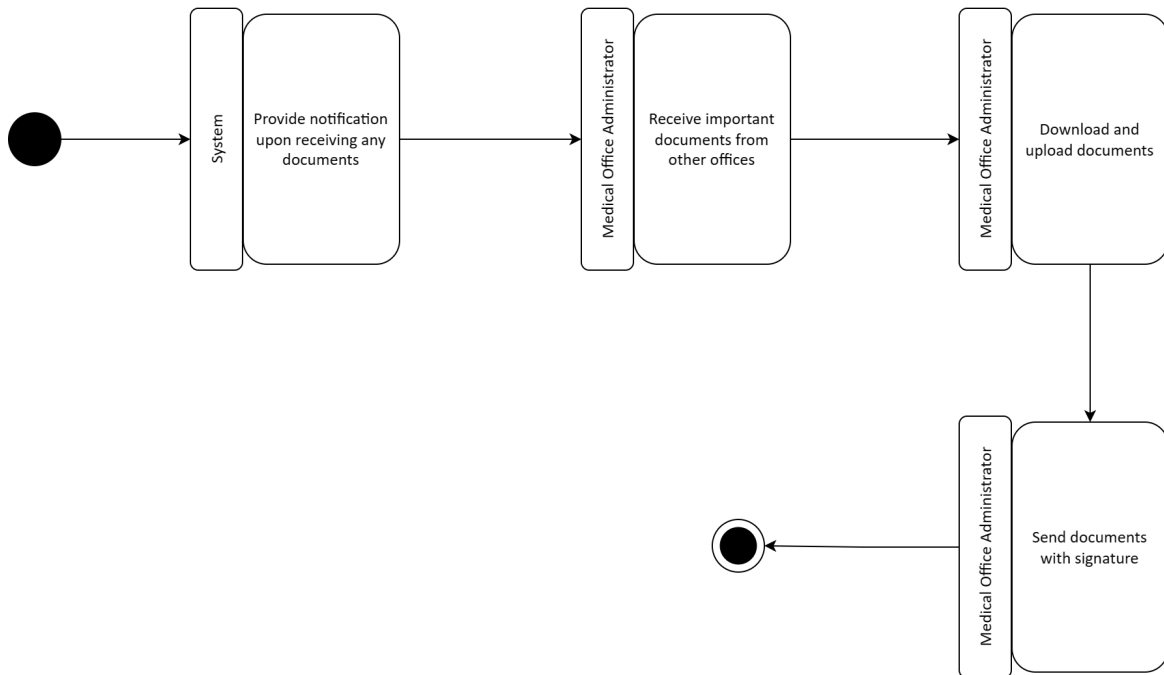 System
Provide notification
upon receiving any
documents
Medical Office Administrator
Receive important
documents from
other offices
Medical Office Administrator
Download and
upload documents
Medical Office Administrator
Send documents
with signature